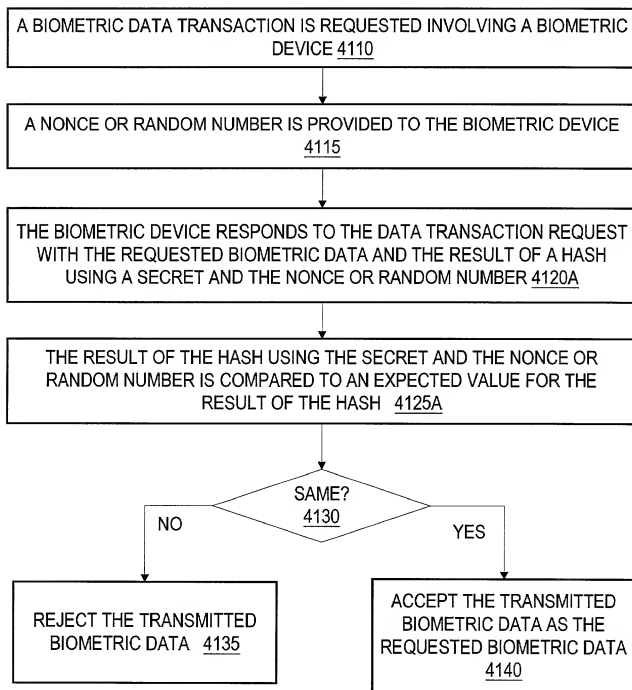 A BIOMETRIC DATA TRANSACTION IS REQUESTED INVOLVING A BIOMETRIC
DEVICE 4110
A NONCE OR RANDOM NUMBER IS PROVIDED TO THE BIOMETRIC DEVICE
4115
THE BIOMETRIC DEVICE RESPONDS TO THE DATA TRANSACTION REQUEST
WITH THE REQUESTED BIOMETRIC DATA AND THE RESULT OF A HASH
USING A SECRET AND THE NONCE OR RANDOM NUMBER 4120A
THE RESULT OF THE HASH USING THE SECRET AND THE NONCE OR
RANDOM NUMBER IS COMPARED TO AN EXPECTED VALUE FOR THE
RESULT OF THE HASH 4125A
SAME?
4130
NO
YES
REJECT THE TRANSMITTED
BIOMETRIC DATA 4135
ACCEPT THE TRANSMITTED
BIOMETRIC DATA AS THE
REQUESTED BIOMETRIC DATA
4140